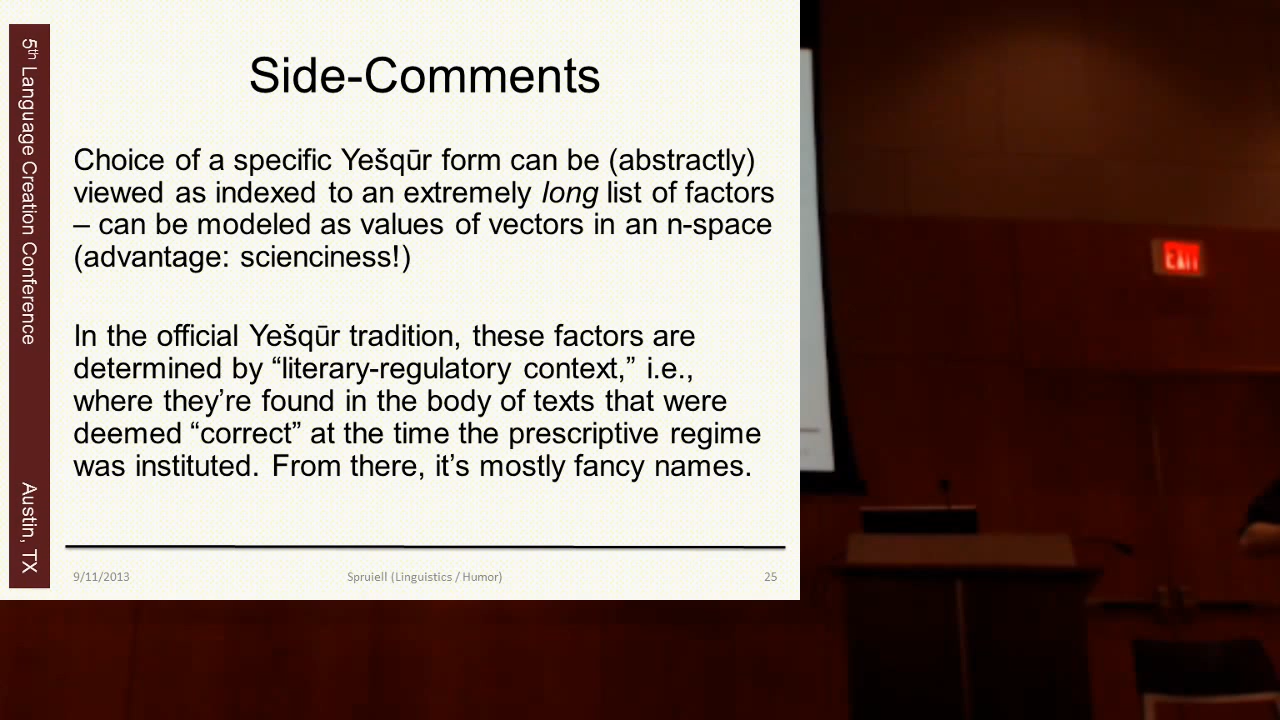 5th Language Creation Conference
Austin, TX
Side-Comments
Choice of a specific Yešqūr form can be (abstractly)
viewed as indexed to an extremely long list of factors
– can be modeled as values of vectors in an n-space
(advantage: scienciness!)
In the official Yešqūr tradition, these factors are
determined by “literary-regulatory context,” i.e.,
where they’re found in the body of texts that were
deemed “correct” at the time the prescriptive regime
was instituted. From there, it’s mostly fancy names.
9/11/2013
Spruiell (Linguistics / Humor)
25
EXIT